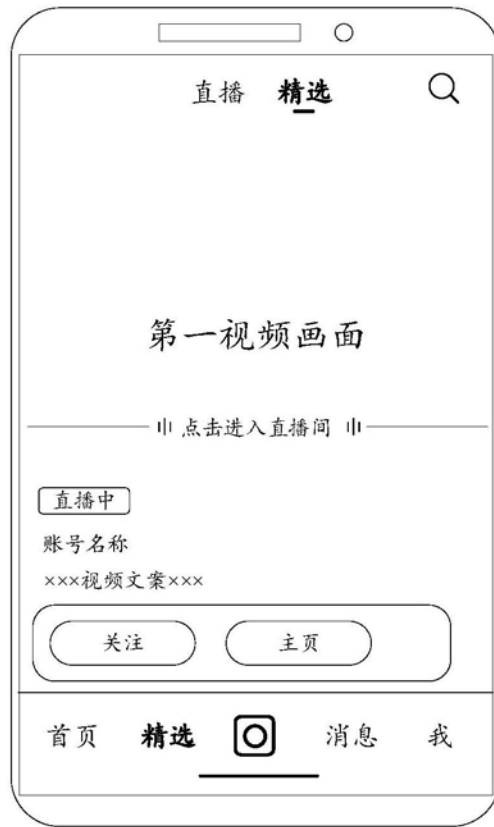 直播 精选
第一视频画面
点击进入直播间
直播中
账号名称
×××视频文案×××
关注 主页
首页 精选 消息 我